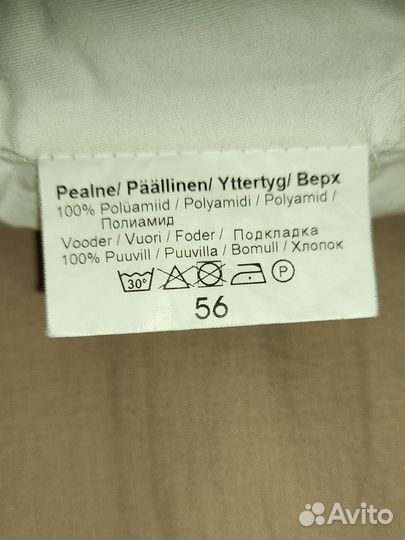 Pealne/ Päällinen/ Yttertyg/ Верх
100% Polüamiid / Polyamidi / Polyamid /
Полиамид
Vooder / Vuori / Foder / Подкладка
100% Puuvill / Puuvilla / Bomull / Хлопок
30° P
56
Avito